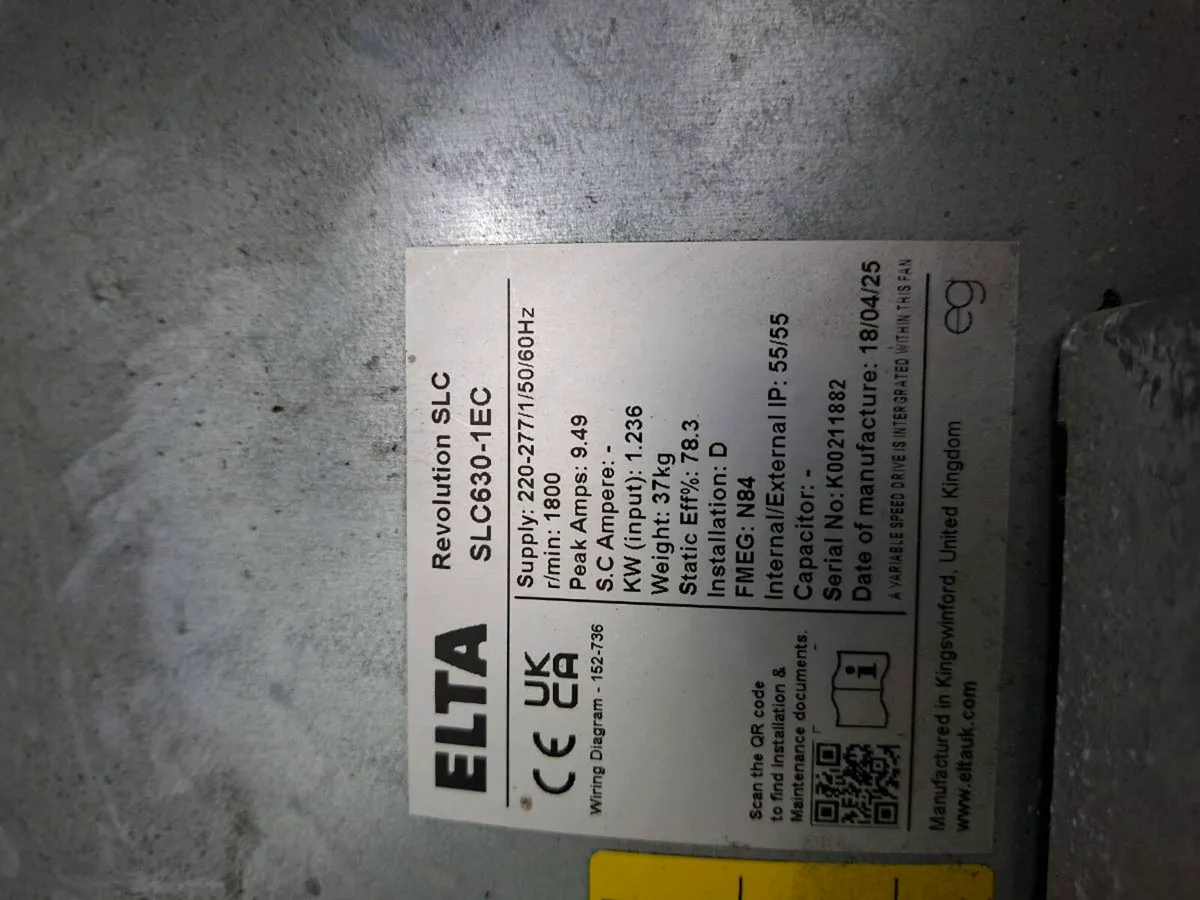 ELTA
Revolution SLC
SLC630-1EC
CE UK CA
Wiring Diagram - 152-736
Supply: 220-277/1/50/60Hz
r/min: 1800
Peak Amps: 9.49
S.C Ampere: -
KW (input): 1.236
Weight: 37kg
Static Eff%: 78.3
Installation: D
FMEG: N84
Internal/External IP: 55/55
Capacitor: -
Serial No: K00211882
Date of manufacture: 18/04/25
A VARIABLE SPEED DRIVE IS INTERGRATED WITHIN THIS FAN
Scan the QR code
to find Installation &
Maintenance documents.
Manufactured in Kingswinford, United Kingdom
www.eltauk.com
eg